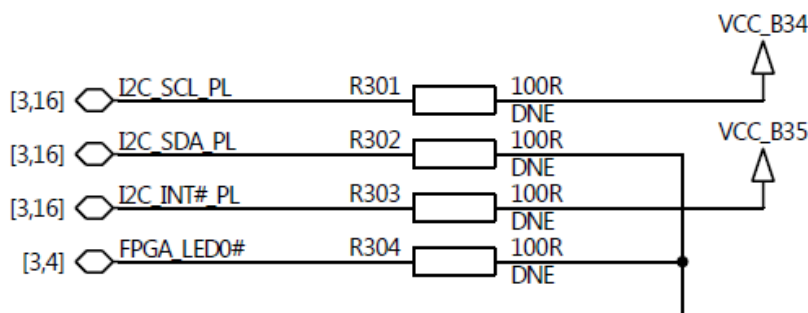 VCC_B34
[3,16] I2C_SCL_PL R301 100R
DNE
[3,16] I2C_SDA_PL R302 100R
DNE
VCC_B35
[3,16] I2C_INT#_PL R303 100R
DNE
[3,4] FPGA_LED0# R304 100R
DNE